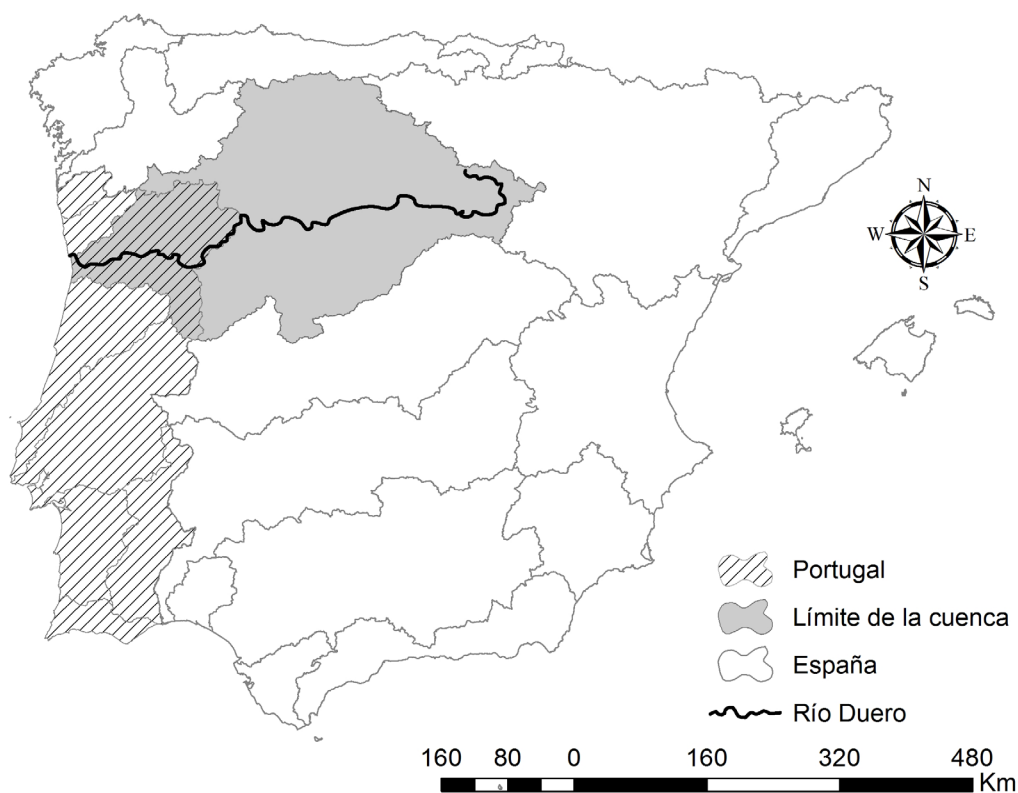 N
W E
S
Portugal
Límite de la cuenca
España
Río Duero
160 80 0 160 320 480
Km